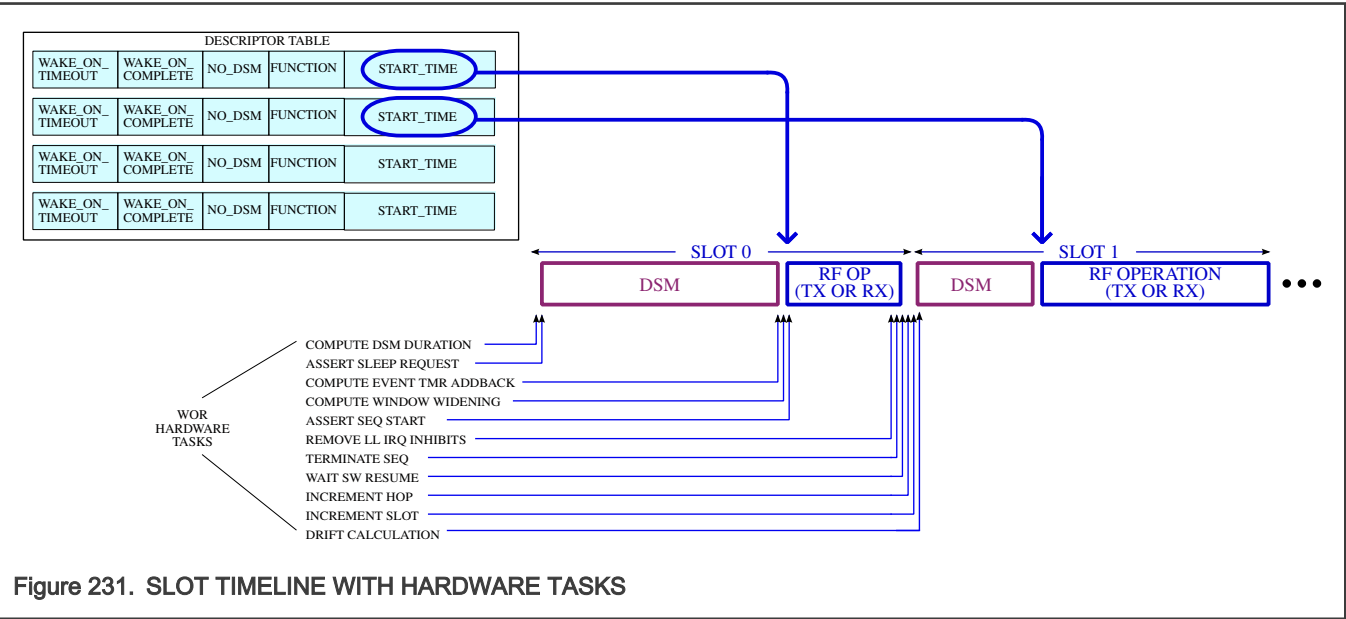 DESCRIPTOR TABLE
WAKE_ON_ WAKE_ON_ NO_DSM FUNCTION START_TIME
TIMEOUT COMPLETE
WAKE_ON_ WAKE_ON_ NO_DSM FUNCTION START_TIME
TIMEOUT COMPLETE
WAKE_ON_ WAKE_ON_ NO_DSM FUNCTION START_TIME
TIMEOUT COMPLETE
WAKE_ON_ WAKE_ON_ NO_DSM FUNCTION START_TIME
TIMEOUT COMPLETE
SLOT 0 SLOT 1
DSM RF OP DSM RF OPERATION
(TX OR RX) (TX OR RX)
COMPUTE DSM DURATION
ASSERT SLEEP REQUEST
COMPUTE EVENT TMR ADDBACK
COMPUTE WINDOW WIDENING
ASSERT SEQ START
REMOVE LL IRQ INHIBITS
TERMINATE SEQ
WAIT SW RESUME
INCREMENT HOP
INCREMENT SLOT
DRIFT CALCULATION
WOR
HARDWARE
TASKS
Figure 231. SLOT TIMELINE WITH HARDWARE TASKS